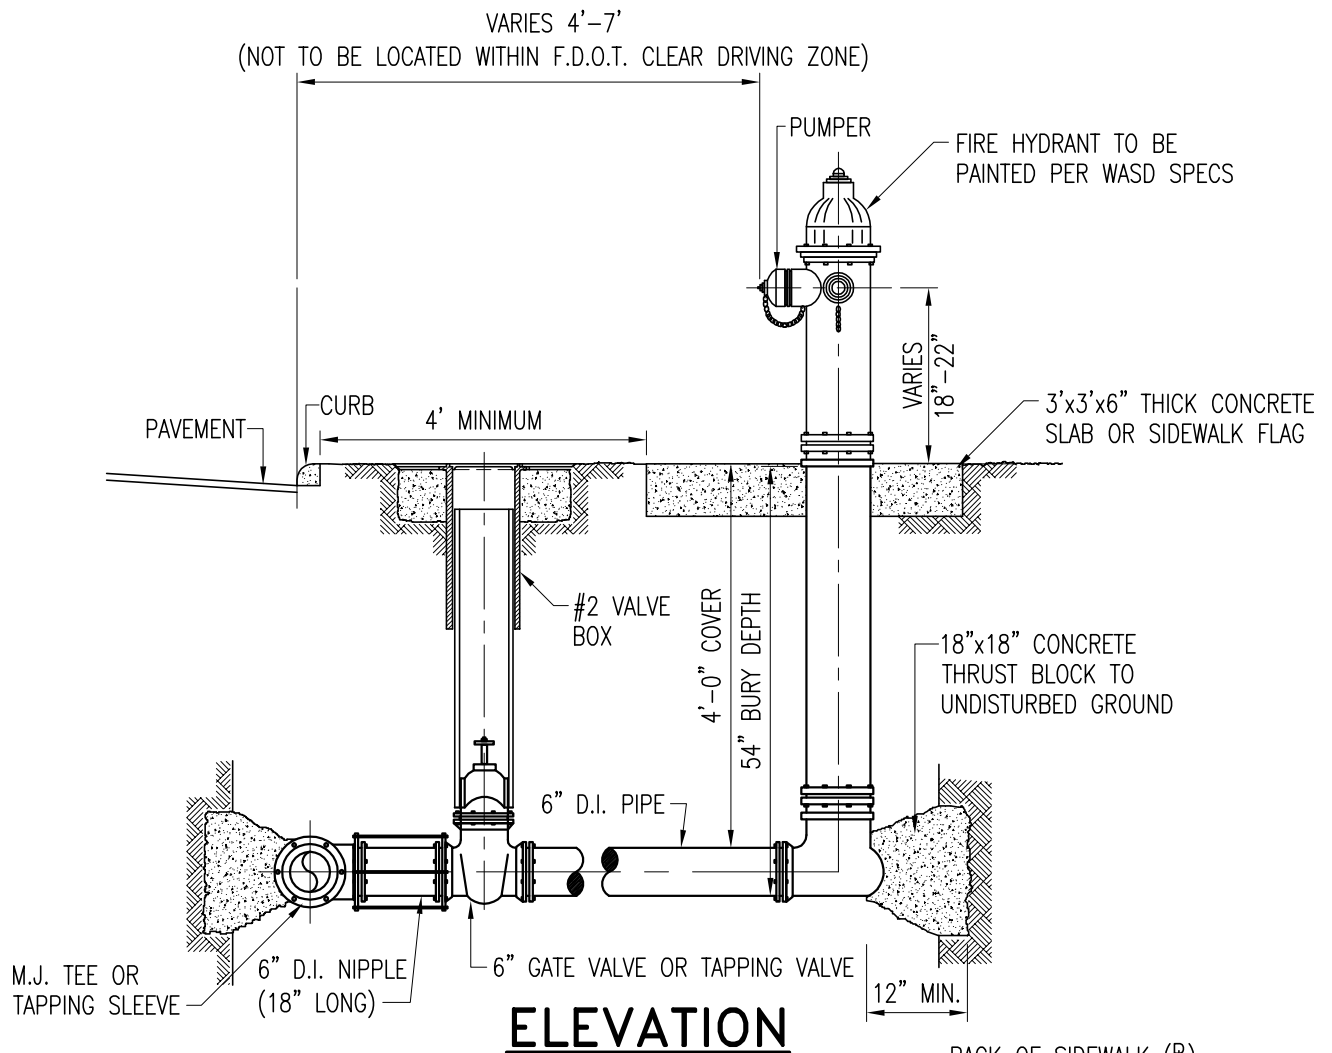 VARIES 4'-7'
(NOT TO BE LOCATED WITHIN F.D.O.T. CLEAR DRIVING ZONE)
PUMPER
FIRE HYDRANT TO BE
PAINTED PER WASD SPECS
VARIES
18"-22"
CURB
PAVEMENT
4' MINIMUM
3'x3'x6" THICK CONCRETE
SLAB OR SIDEWALK FLAG
#2 VALVE
BOX
4'-0" COVER
54" BURY DEPTH
18"x18" CONCRETE
THRUST BLOCK TO
UNDISTURBED GROUND
6" D.I. PIPE
M.J. TEE OR
TAPPING SLEEVE
6" D.I. NIPPLE
(18" LONG)
6" GATE VALVE OR TAPPING VALVE
12" MIN.
ELEVATION
BACK OF SIDEWALK (R)